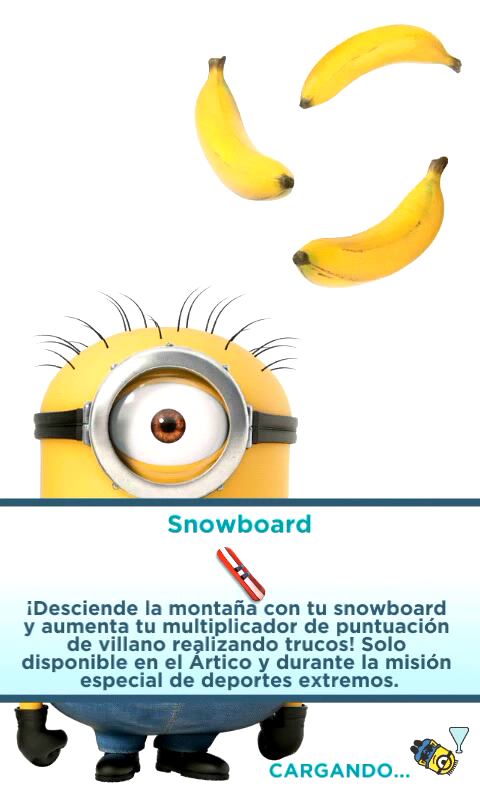 Snowboard
¡Desciende la montaña con tu snowboard
y aumenta tu multiplicador de puntuación
de villano realizando trucos! Solo
disponible en el Ártico y durante la misión
especial de deportes extremos.
CARGANDO...